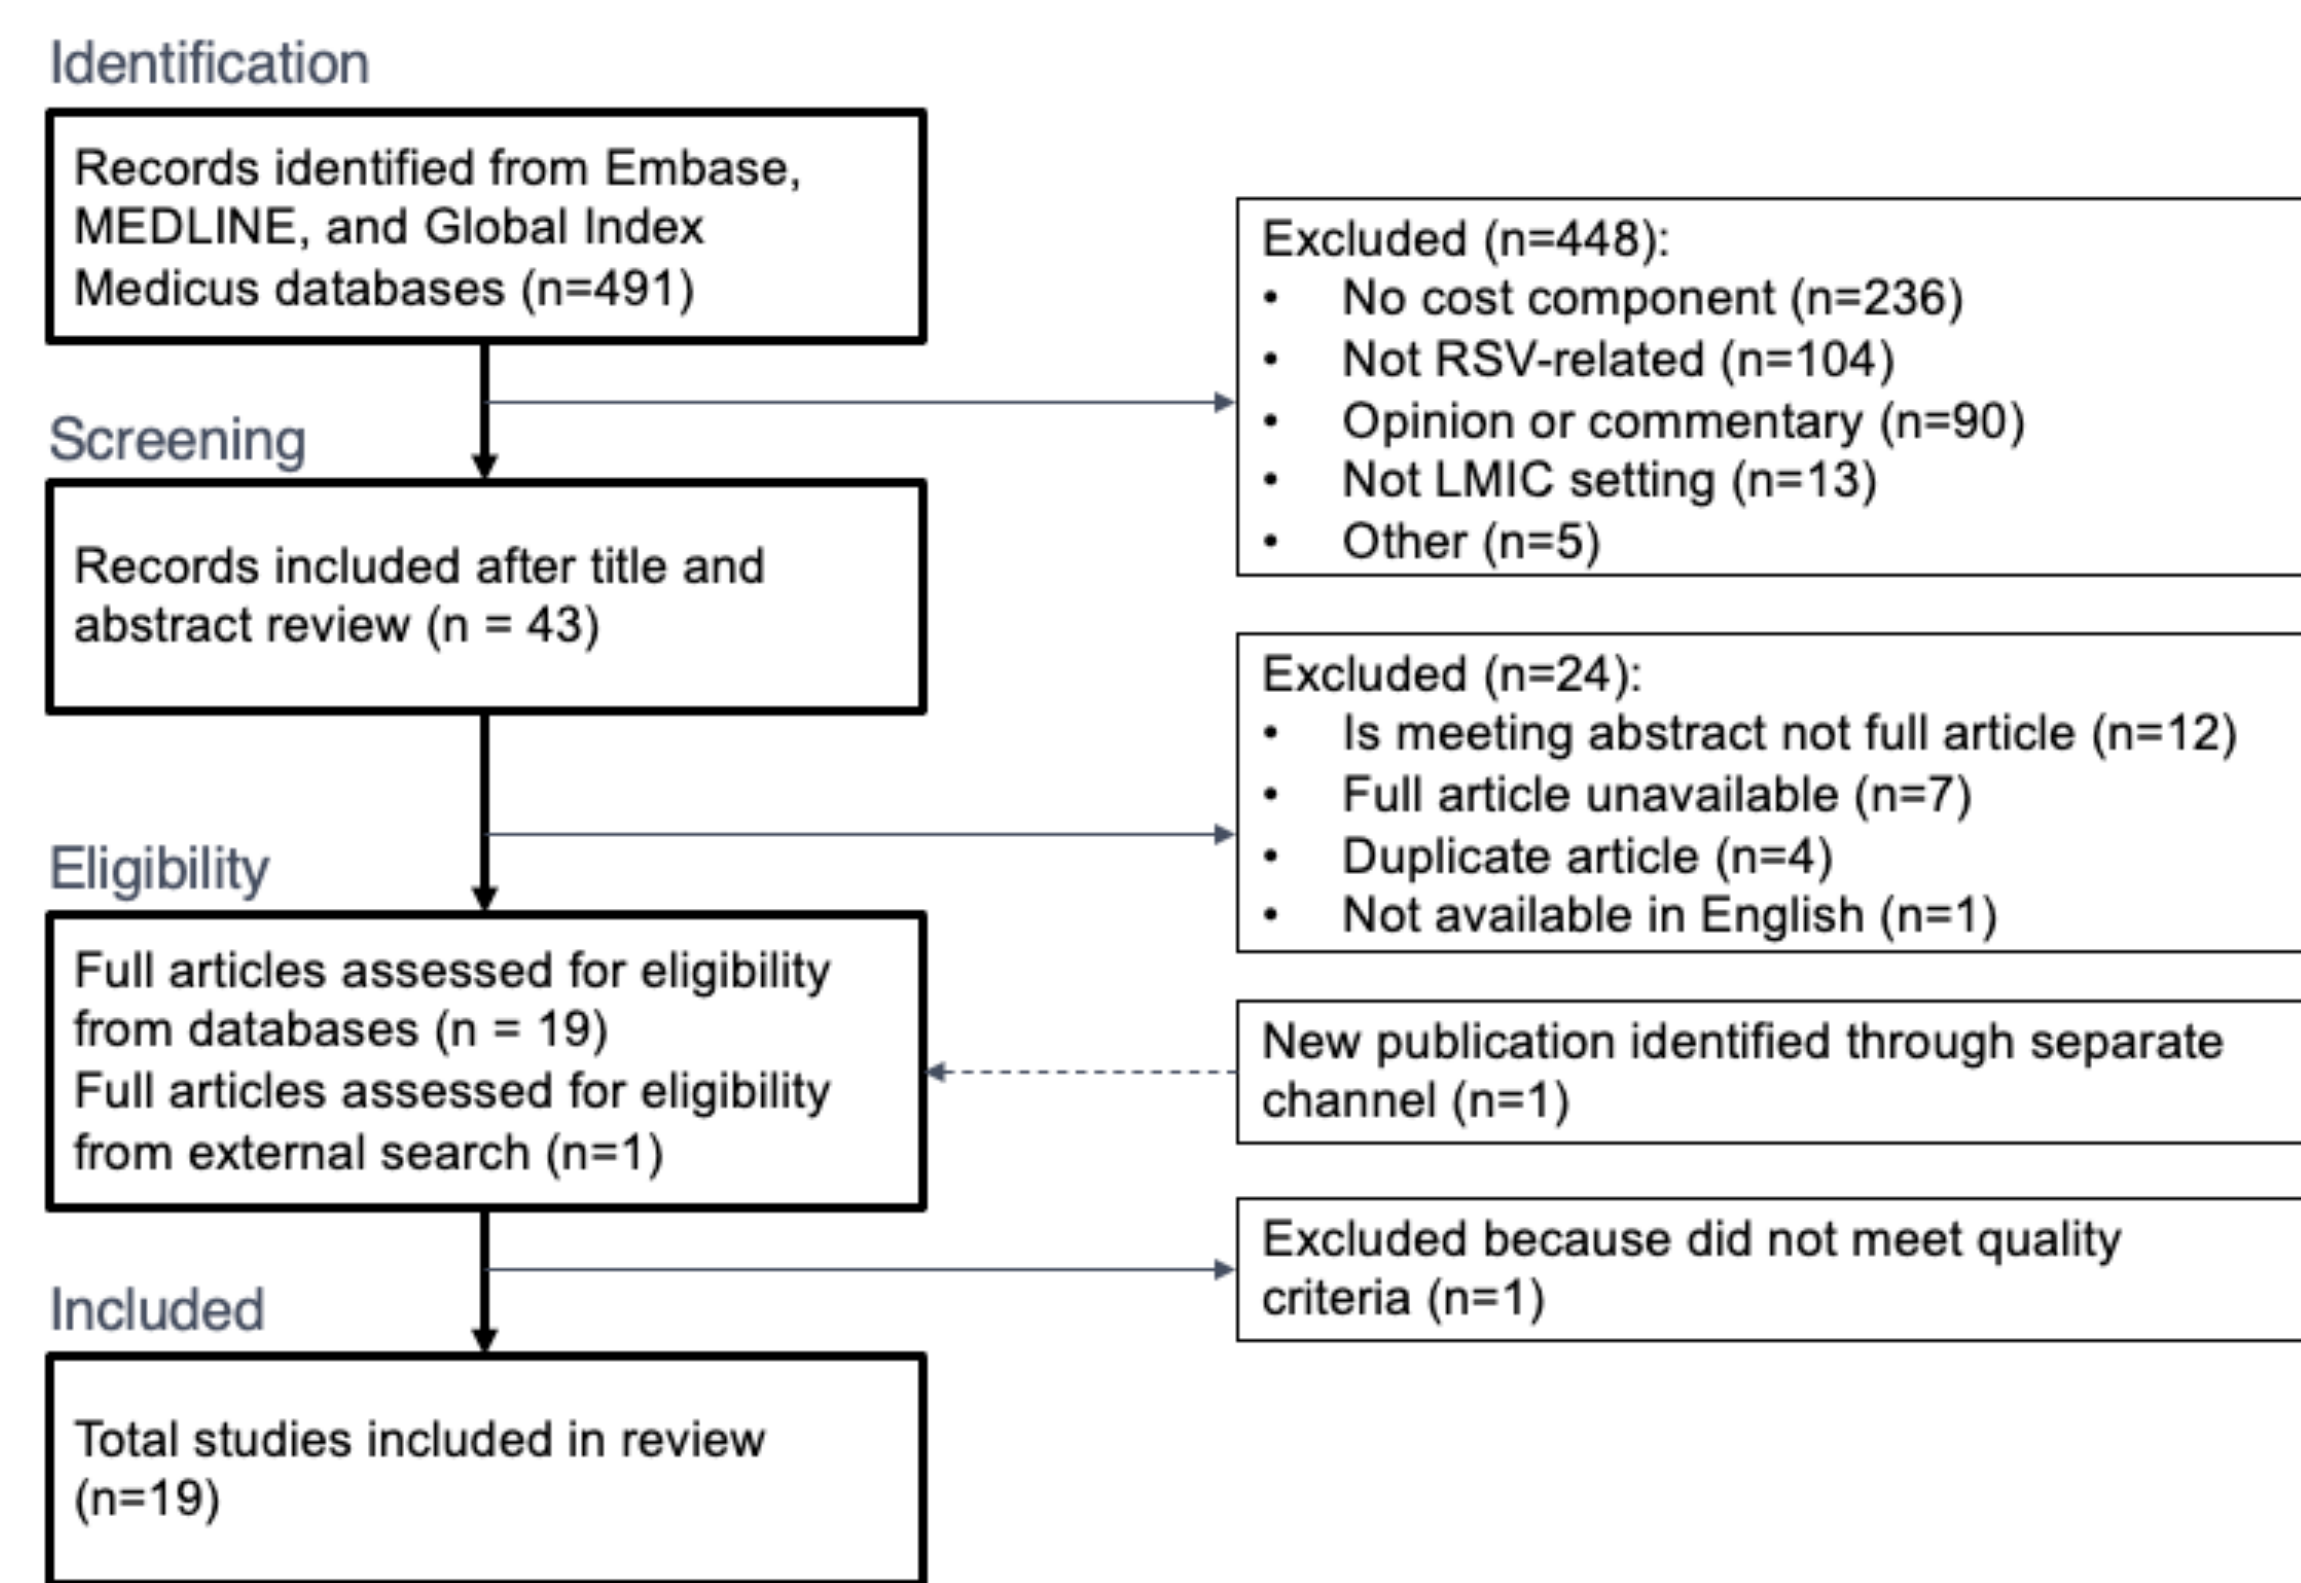 Identification
Records identified from Embase,
MEDLINE, and Global Index
Medicus databases (n=491)
Excluded (n=448):
• No cost component (n=236)
• Not RSV-related (n=104)
• Opinion or commentary (n=90)
• Not LMIC setting (n=13)
• Other (n=5)
Screening
Records included after title and
abstract review (n = 43)
Excluded (n=24):
• Is meeting abstract not full article (n=12)
• Full article unavailable (n=7)
• Duplicate article (n=4)
• Not available in English (n=1)
Eligibility
Full articles assessed for eligibility
from databases (n = 19)
Full articles assessed for eligibility
from external search (n=1)
New publication identified through separate
channel (n=1)
Excluded because did not meet quality
criteria (n=1)
Included
Total studies included in review
(n=19)